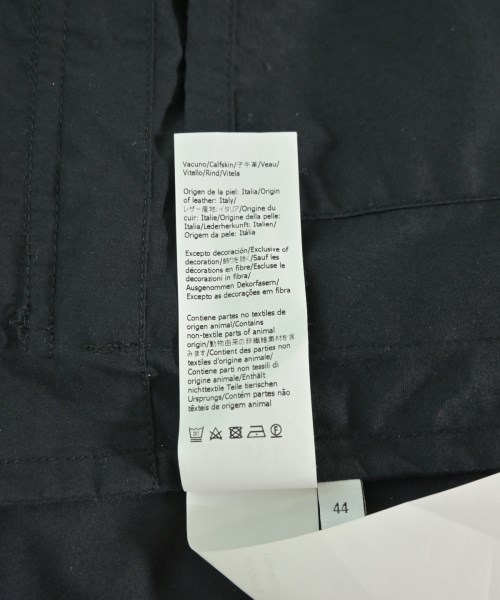 Vacuno/Calfskin/子牛革/Veau/
Vitello/Rind/Vitela
Origen de la piel: Italia/Origin
of leather: Italy/
レザー産地: イタリア/Origine du
cuir: Italie/Origine della pelle:
Italia/Lederherkunft: Italien/
Origem da pele: Itália
Excepto decoración/Exclusive of
decoration/飾りを除く/Sauf les
décorations en fibre/Escluse le
decorazioni in fibra/
Ausgenommen Dekorfasern/
Excepto as decorações em fibra
Contiene partes no textiles de
origen animal/Contains
non-textile parts of animal
origin/動物由来の非繊維素材を含
みます/Contient des parties non
textiles d'origine animale/
Contiene parti non tessili di
origine animale/Enthält
nichttextile Teile tierischen
Ursprungs/Contém partes não
têxteis de origem animal
44